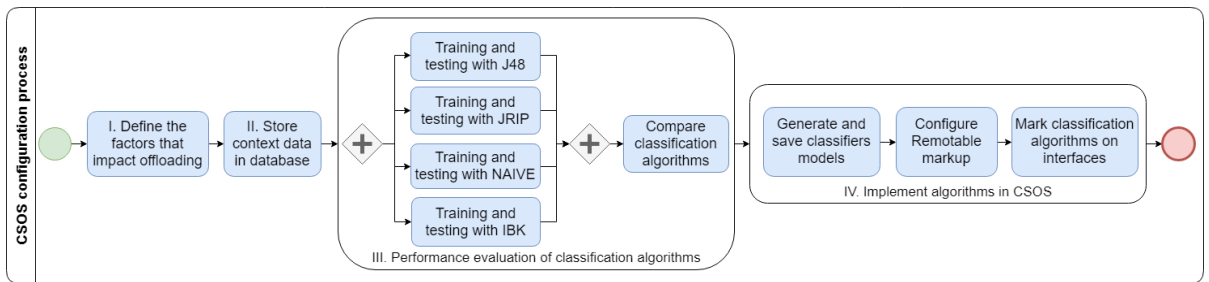 CSOS configuration process
I. Define the
factors that
impact offloading
II. Store
context data
in database
Training and
testing with J48
Training and
testing with JRIP
Training and
testing with NAIVE
Training and
testing with IBK
Compare
classification
algorithms
III. Performance evaluation of classification algorithms
Generate and
save classifiers
models
Configure
Remotable
markup
Mark classification
algorithms on
interfaces
IV. Implement algorithms in CSOS